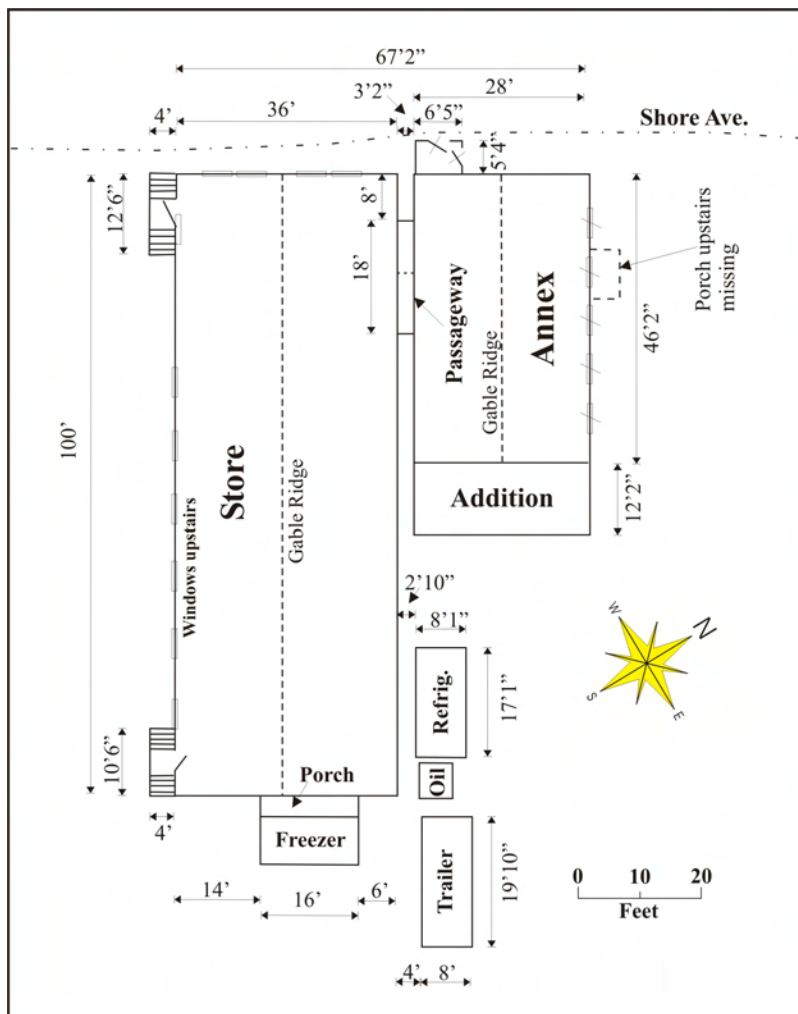 67’2”
28’
3’2”
4’
36’
6’5”
Shore Ave.
5’4”
12’6”
8’
18’
Passageway
Gable Ridge
Annex
46’2”
Porch upstairs
missing
100’
Windows upstairs
Store
Gable Ridge
Addition
12’2”
2’10”
8’1”
W
N
S
E
Refrig.
17’1”
10’6”
Porch
Oil
4’
Freezer
Trailer
19’10”
14’
16’
6’
0 10 20
Feet
4’
8’